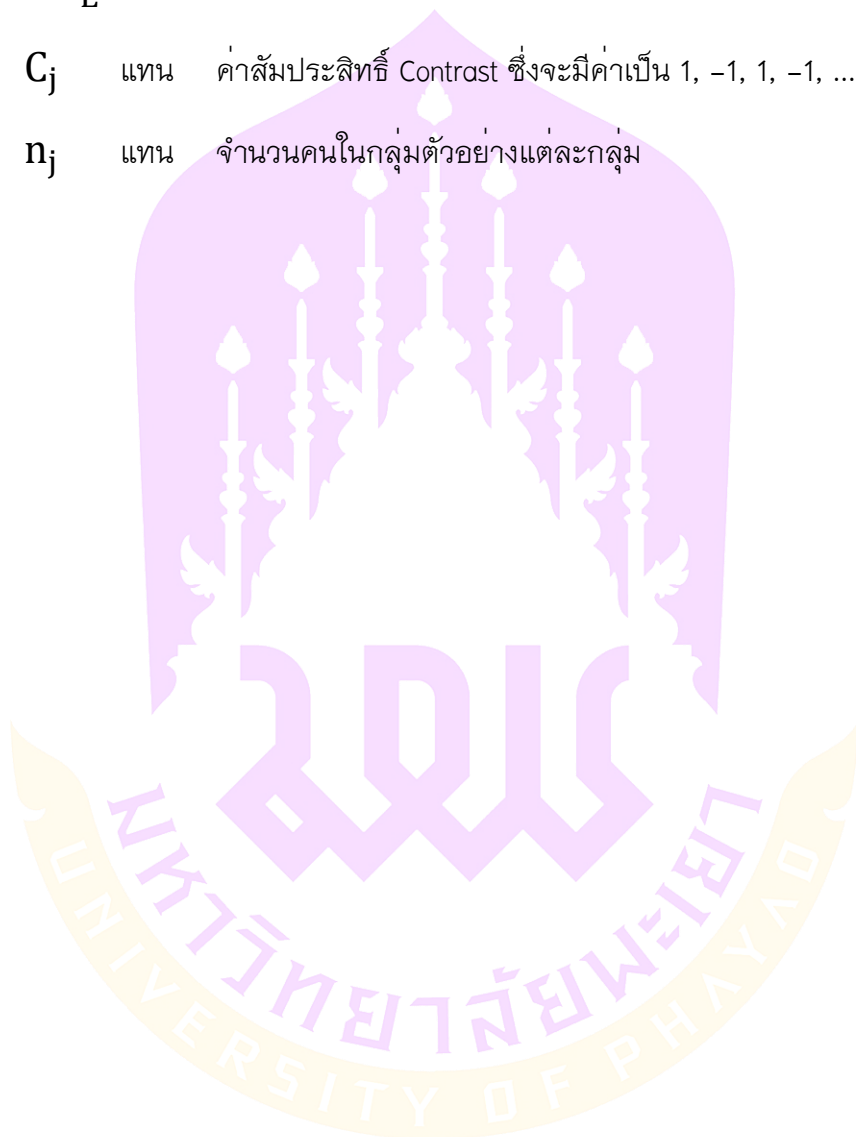 L
Cj แทน ค่าสัมประสิทธิ์ Contrast ซึ่งจะมีค่าเป็น 1, –1, 1, –1, ...
nj แทน จำนวนคนในกลุ่มตัวอย่างแต่ละกลุ่ม
มหาวิทยาลัยพะเยา
UNIVERSITY OF PHAYAO